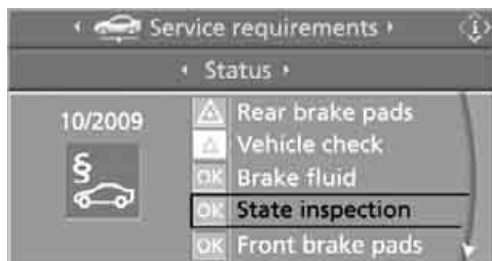 Service requirements
i
Status
10/2009
§
Rear brake pads
Vehicle check
OK Brake fluid
OK State inspection
OK Front brake pads